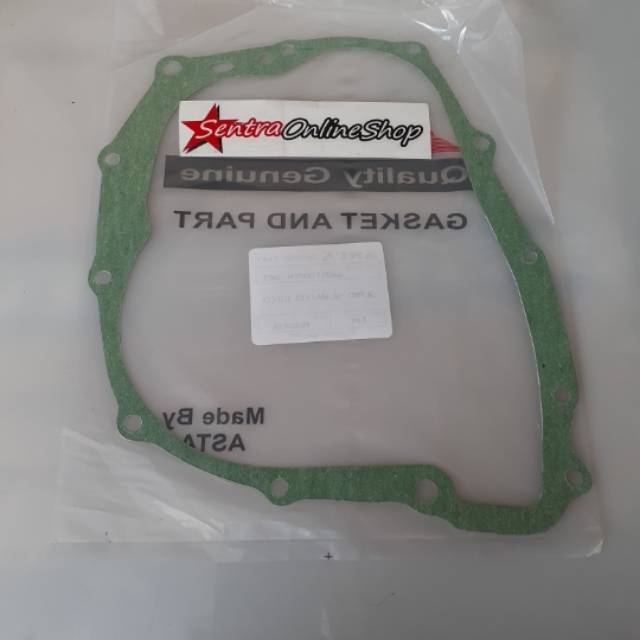 SentraOnlineShop
Quality Genuine
GASKET AND PART
Made By
ASTA